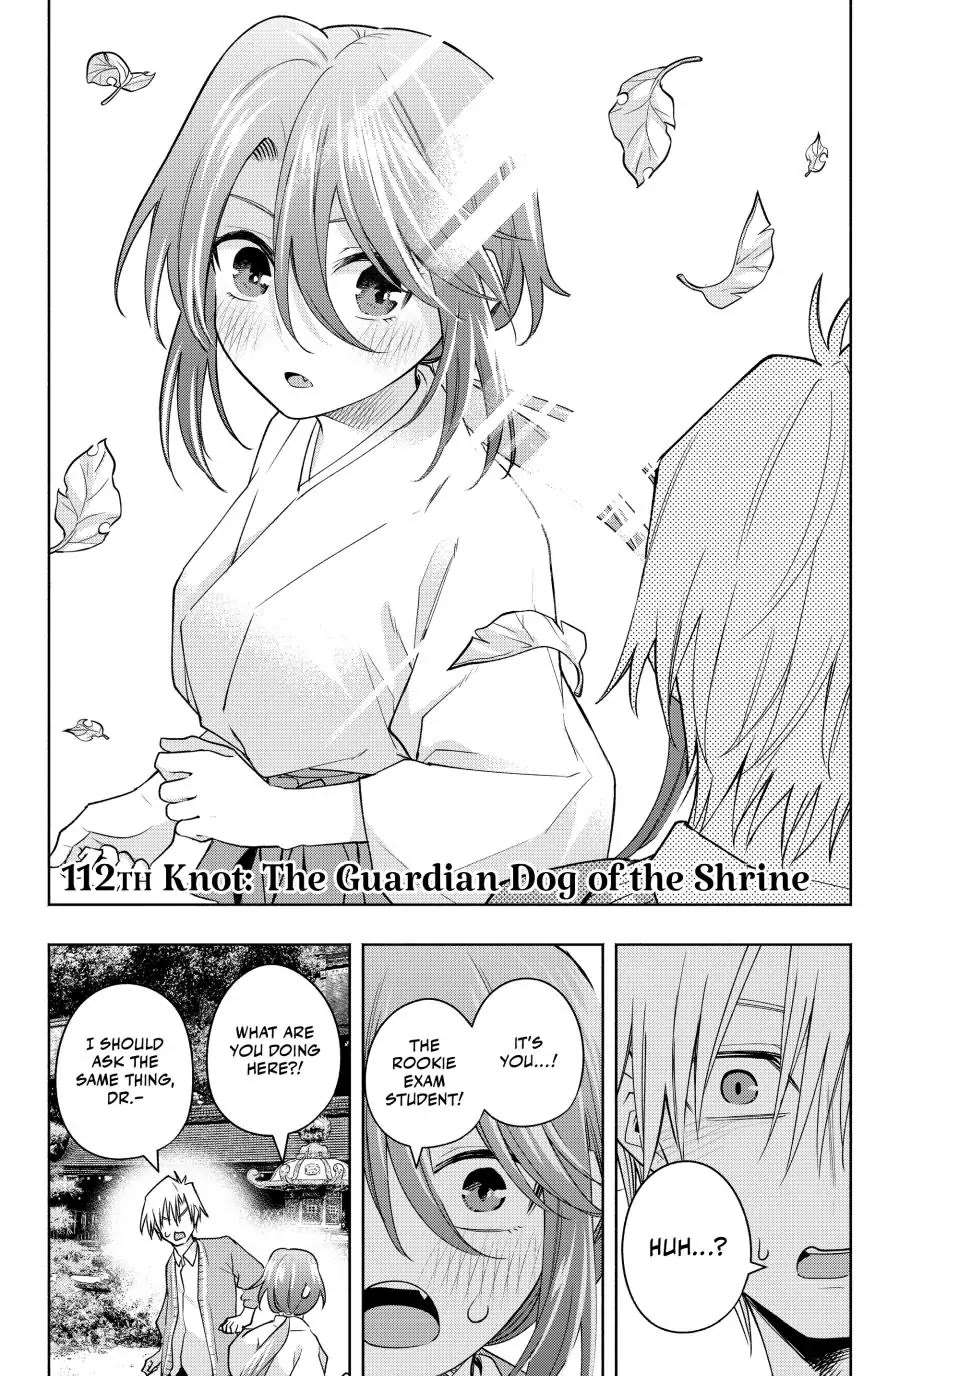 112TH Knot: The Guardian Dog of the Shrine
HUH...?
IT'S
YOU...!
THE
ROOKIE
EXAM
STUDENT!
WHAT ARE
YOU DOING
HERE?!
I SHOULD
ASK THE
SAME THING,
DR.-